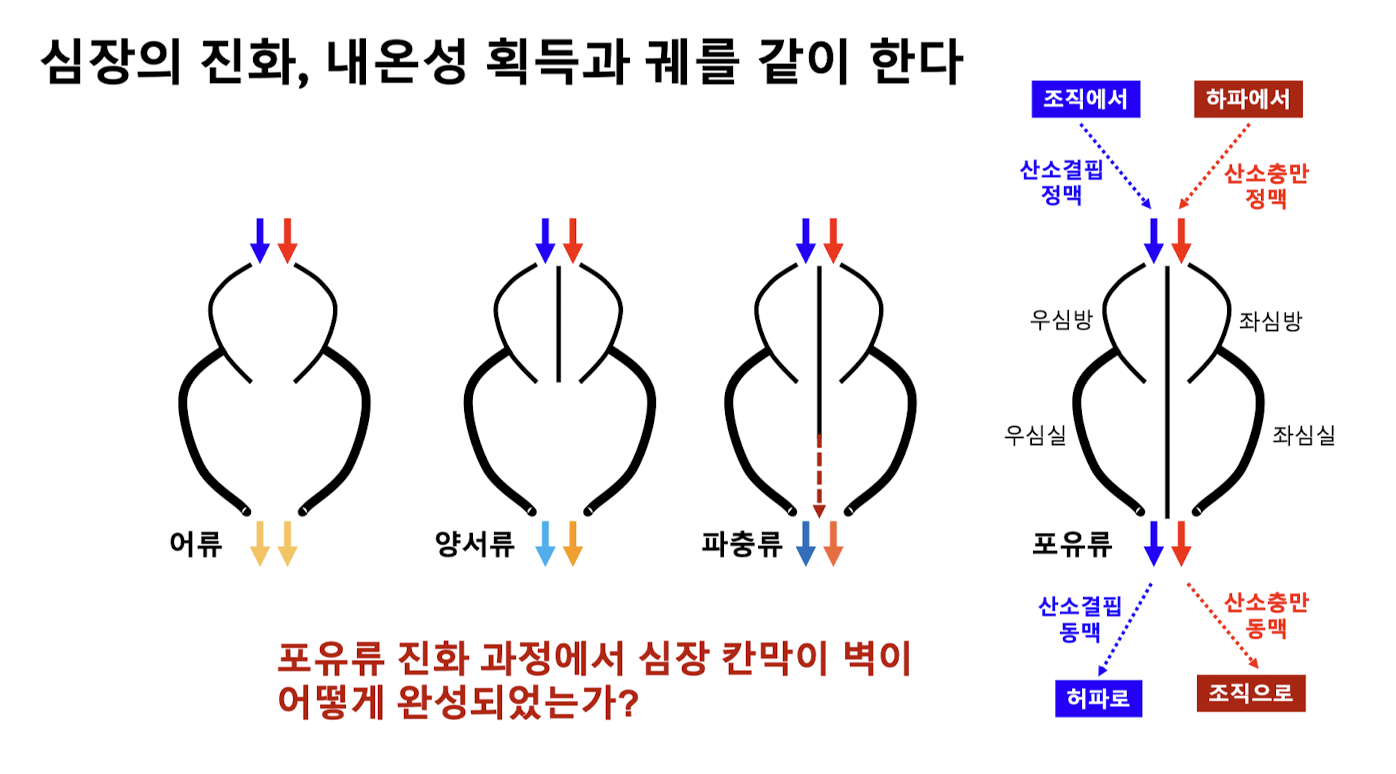 심장의 진화, 내온성 획득과 궤를 같이 한다
조직에서
하파에서
산소결핍
정맥
산소충만
정맥
우심방
좌심방
우심실
좌심실
어류
양서류
파충류
포유류
산소결핍
동맥
산소충만
동맥
허파로
조직으로
포유류 진화 과정에서 심장 칸막이 벽이
어떻게 완성되었는가?